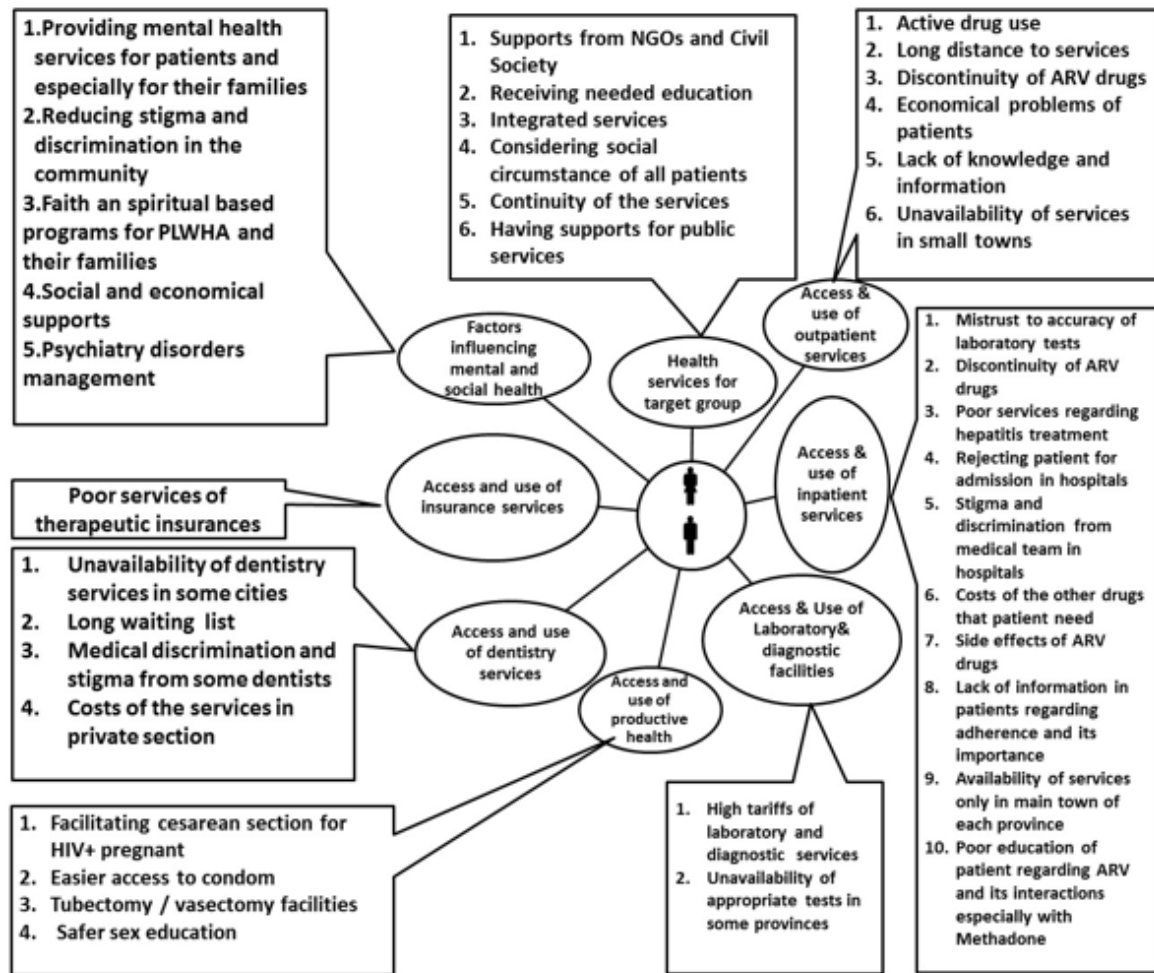 1.Providing mental health
services for patients and
especially for their families
2.Reducing stigma and
discrimination in the
community
3.Faith an spiritual based
programs for PLWHA and
their families
4.Social and economical
supports
5.Psychiatry disorders
management
1. Supports from NGOs and Civil
Society
2. Receiving needed education
3. Integrated services
4. Considering social
circumstance of all patients
5. Continuity of the services
6. Having supports for public
services
1. Active drug use
2. Long distance to services
3. Discontinuity of ARV drugs
4. Economical problems of
patients
5. Lack of knowledge and
information
6. Unavailability of services
in small towns
Factors
influencing
mental and
social health
Health
services for
target group
Access &
use of
outpatient
services
Access and use of
insurance services
Access &
use of
inpatient
services
Access and use
of dentistry
services
Access and
use of
productive
health
Access & Use of
Laboratory&
diagnostic
facilities
Poor services of
therapeutic insurances
1. Unavailability of dentistry
services in some cities
2. Long waiting list
3. Medical discrimination and
stigma from some dentists
4. Costs of the services in
private section
1. Facilitating cesarean section for
HIV+ pregnant
2. Easier access to condom
3. Tubectomy / vasectomy facilities
4. Safer sex education
1. High tariffs of
laboratory and
diagnostic services
2. Unavailability of
appropriate tests in
some provinces
1. Mistrust to accuracy of
laboratory tests
2. Discontinuity of ARV
drugs
3. Poor services regarding
hepatitis treatment
4. Rejecting patient for
admission in hospitals
5. Stigma and
discrimination from
medical team in
hospitals
6. Costs of the other drugs
that patient need
7. Side effects of ARV
drugs
8. Lack of information in
patients regarding
adherence and its
importance
9. Availability of services
only in main town of
each province
10. Poor education of
patient regarding ARV
and its interactions
especially with
Methadone